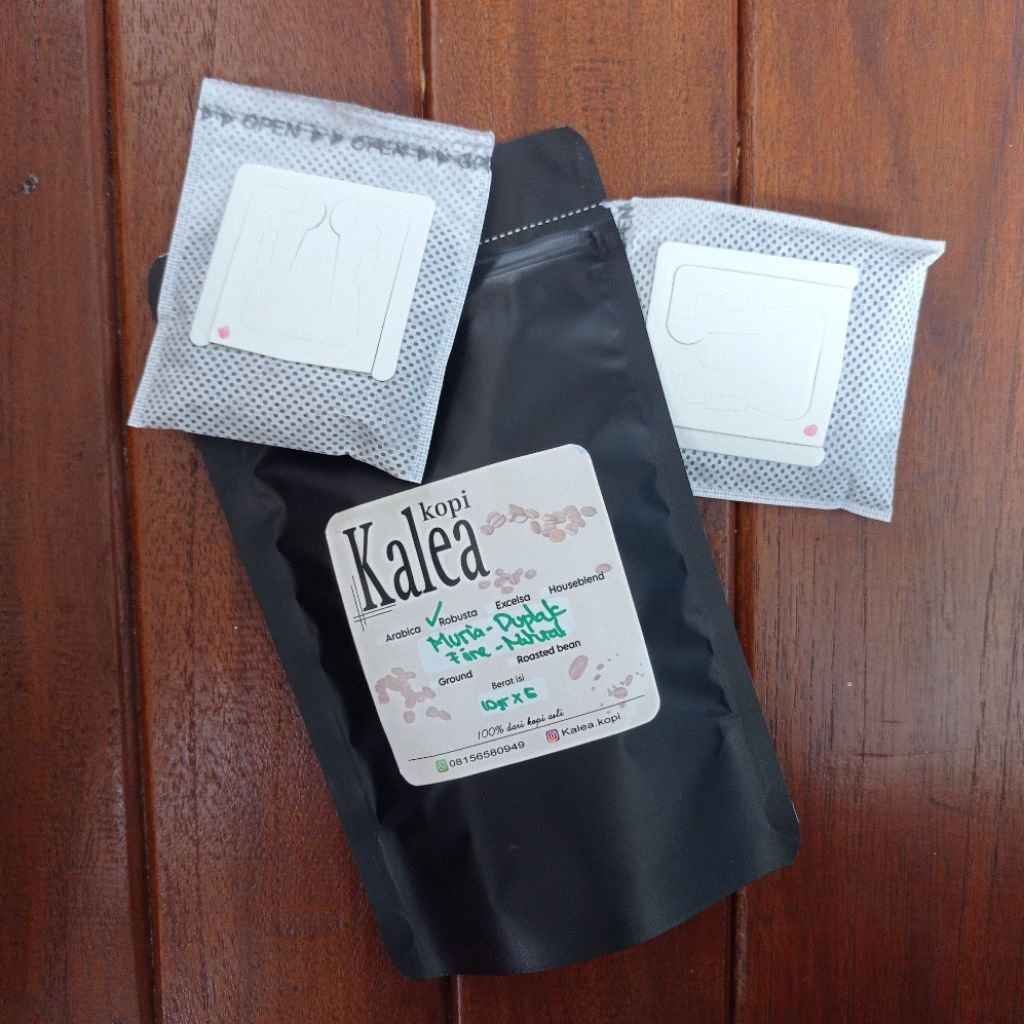 OPEN OPEN
kopi
Kalea
Arabica ✓ Robusta Excelsa Houseblend
Muria - Duplak
Fine - Natural
Ground Roasted bean
Berat isi
10gr x 5
100% dari kopi asli
08156580949 Kalea.kopi